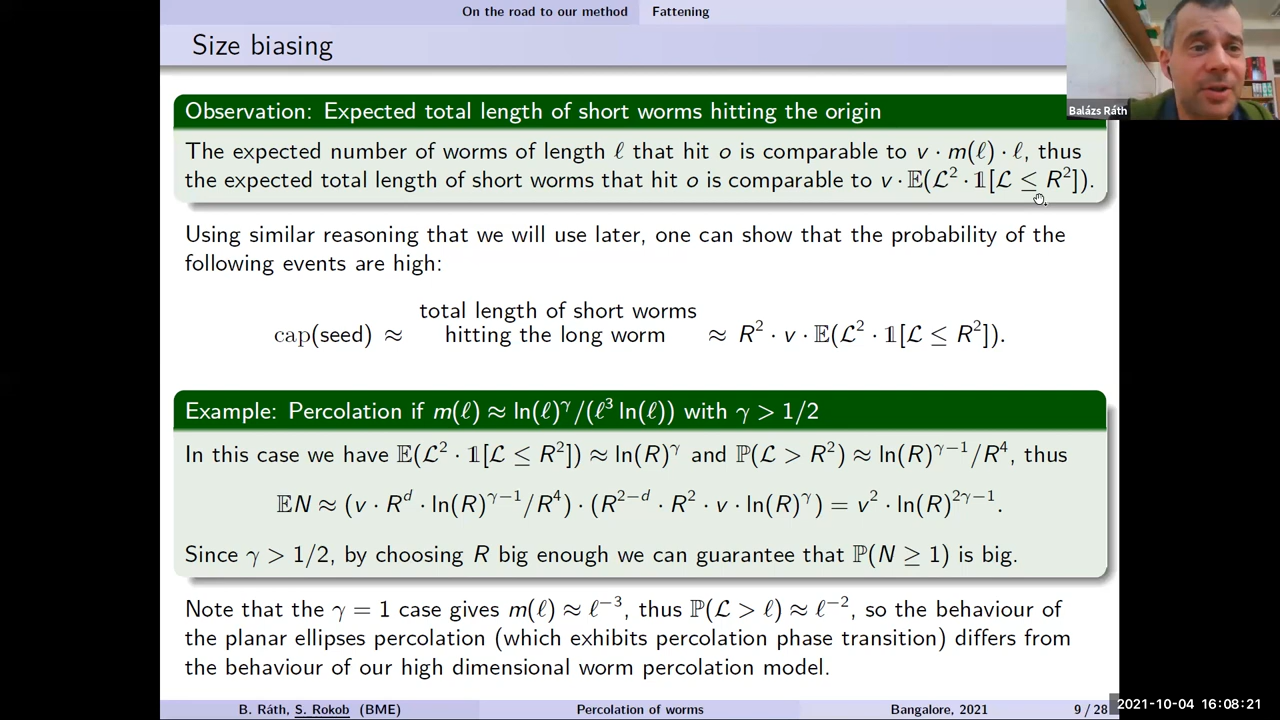 On the road to our method Fattening
Size biasing
Balázs Ráth
Observation: Expected total length of short worms hitting the origin
The expected number of worms of length ℓ that hit o is comparable to v · m(ℓ) · ℓ, thus
the expected total length of short worms that hit o is comparable to v · 𝔼(ℒ² · 𝟙[ℒ ≤ R²]).
Using similar reasoning that we will use later, one can show that the probability of the
following events are high:
total length of short worms
cap(seed) ≈ hitting the long worm ≈ R² · v · 𝔼(ℒ² · 𝟙[ℒ ≤ R²]).
Example: Percolation if m(ℓ) ≈ ln(ℓ)^γ/(ℓ³ ln(ℓ)) with γ > 1/2
In this case we have 𝔼(ℒ² · 𝟙[ℒ ≤ R²]) ≈ ln(R)^γ and ℙ(ℒ > R²) ≈ ln(R)^{γ−1}/R⁴, thus
𝔼N ≈ (v · R^d · ln(R)^{γ−1}/R⁴) · (R^{2−d} · R² · v · ln(R)^γ) = v² · ln(R)^{2γ−1}.
Since γ > 1/2, by choosing R big enough we can guarantee that ℙ(N ≥ 1) is big.
Note that the γ = 1 case gives m(ℓ) ≈ ℓ⁻³, thus ℙ(ℒ > ℓ) ≈ ℓ⁻², so the behaviour of
the planar ellipses percolation (which exhibits percolation phase transition) differs from
the behaviour of our high dimensional worm percolation model.
B. Ráth, S. Rokob (BME) Percolation of worms Bangalore, 2021 9 / 28
2021-10-04 16:08:21